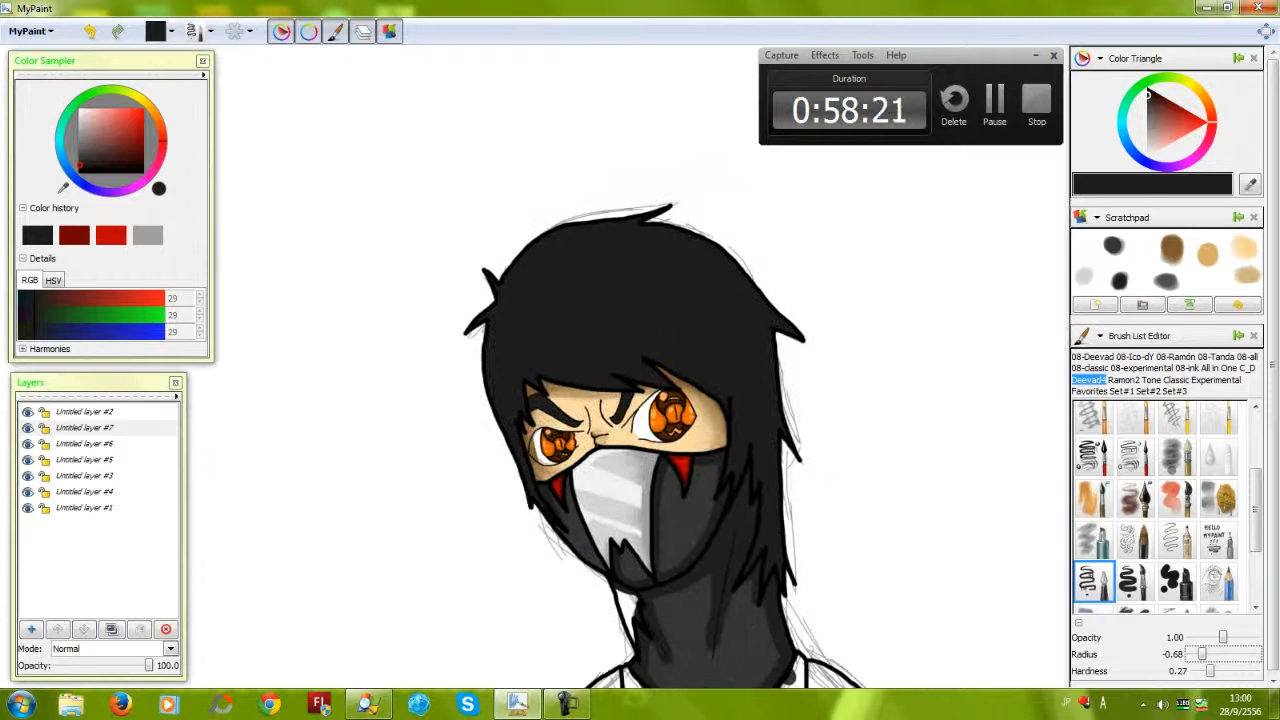 MyPaint
MyPaint
Color Sampler
Color history
Details
RGB HSV
29
29
29
Harmonies
Layers
Untitled layer #2
Untitled layer #7
Untitled layer #6
Untitled layer #5
Untitled layer #3
Untitled layer #4
Untitled layer #1
Mode: Normal
Opacity: 100.0
Capture Effects Tools Help
Duration
0:58:21
Delete Pause Stop
Color Triangle
Scratchpad
Brush List Editor
08-Deevad 08-Ico-dY 08-Ramón 08-Tanda 08-all
08-classic 08-experimental 08-ink All in One C_D
Ramon2 Tone Classic Experimental
Favorites Set#1 Set#2 Set#3
HELLO
MYPAINT
Opacity 1.00
Radius -0.68
Hardness 0.27
JP
13:00
28/9/2556